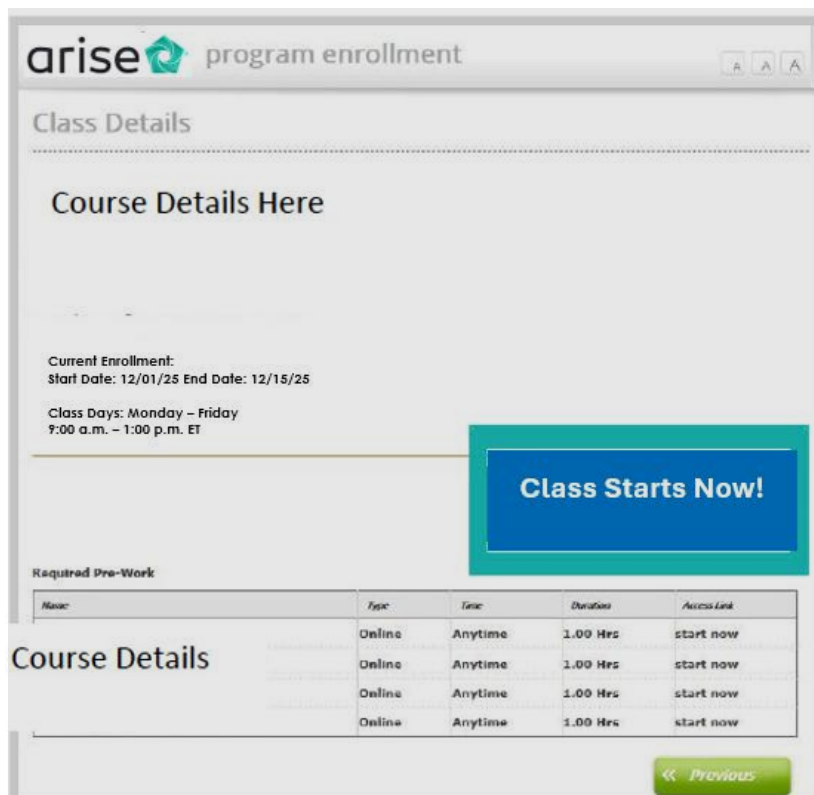 arise program enrollment
A A A
Class Details
Course Details Here
Current Enrollment:
Start Date: 12/01/25 End Date: 12/15/25
Class Days: Monday – Friday
9:00 a.m. – 1:00 p.m. ET
Class Starts Now!
Required Pre-Work
Name Type Time Duration Access Link
Online Anytime 1.00 Hrs start now
Course Details
Online Anytime 1.00 Hrs start now
Online Anytime 1.00 Hrs start now
Online Anytime 1.00 Hrs start now
« Previous